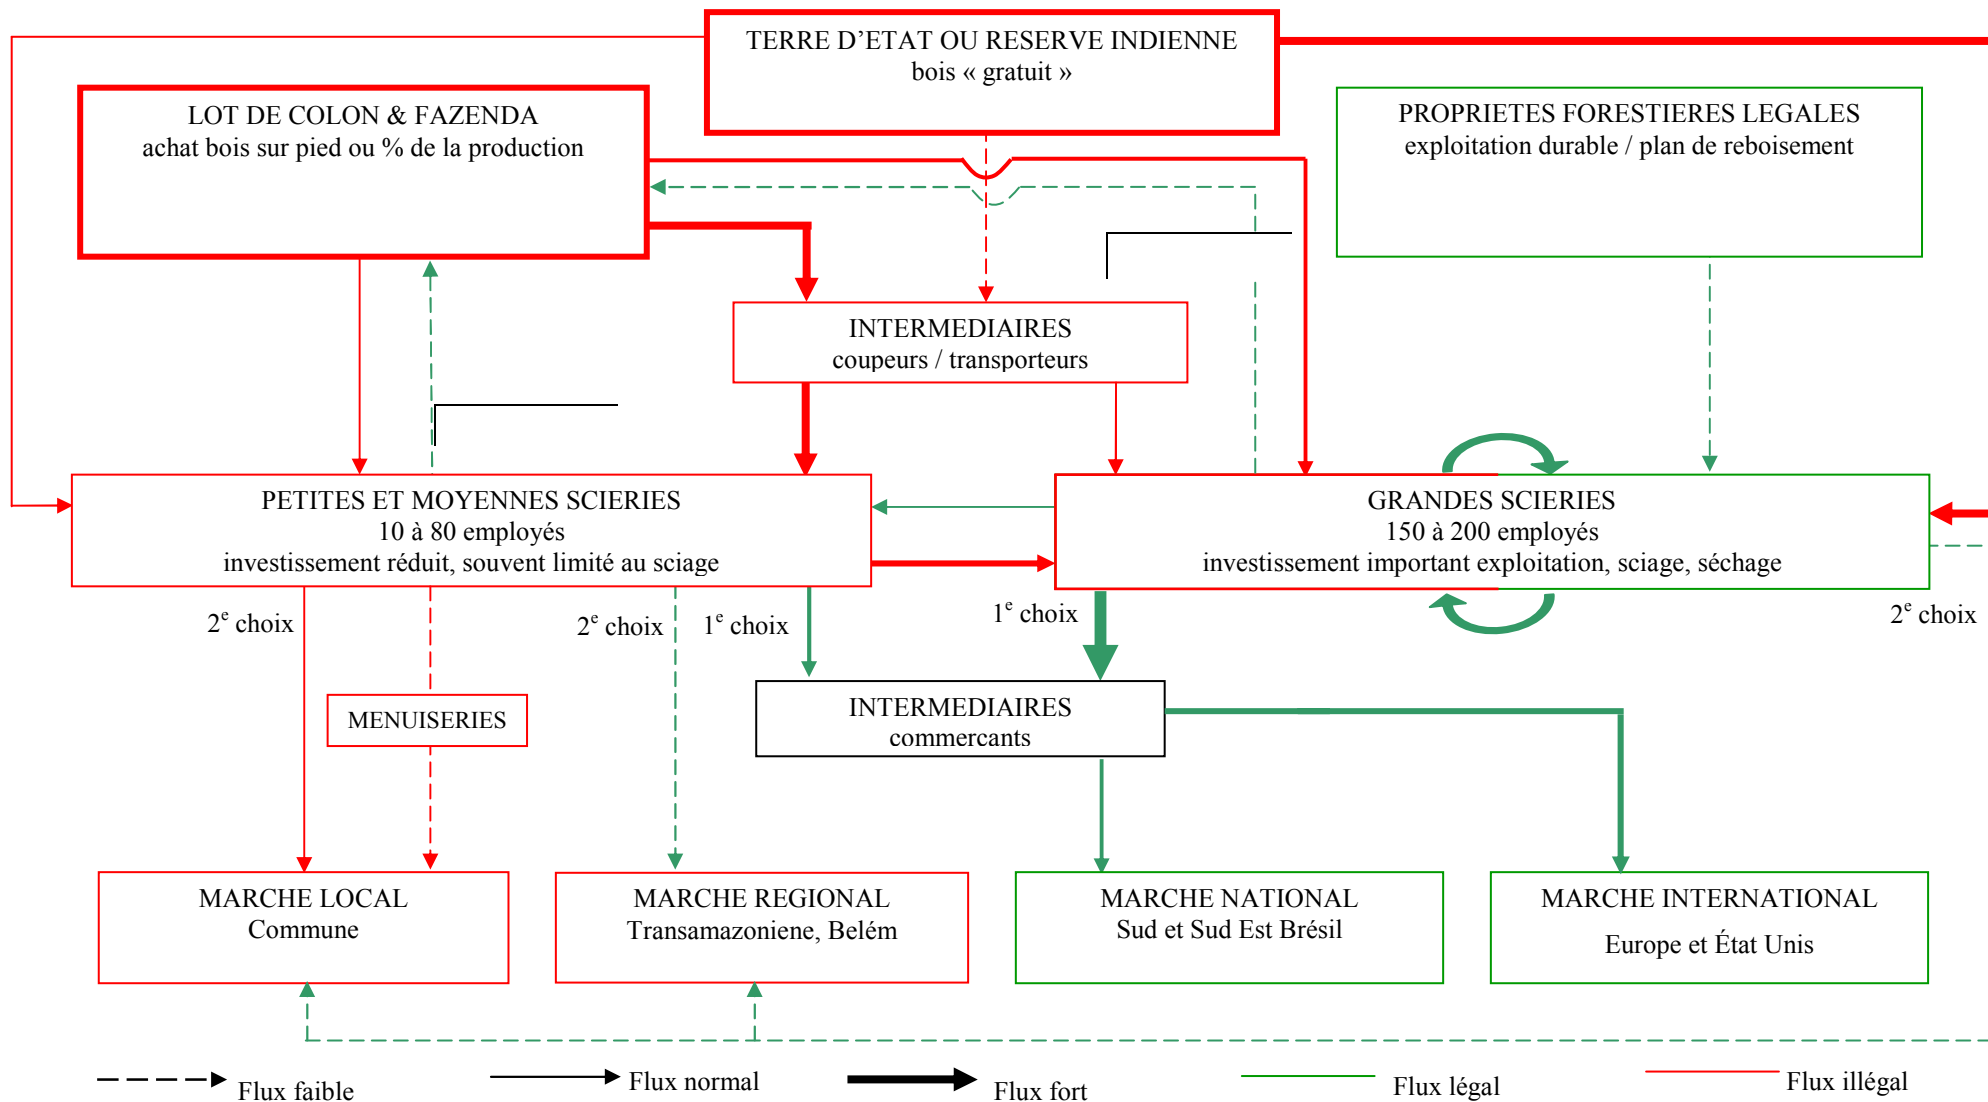 TERRE D'ETAT OU RESERVE INDIENNE
bois « gratuit »
LOT DE COLON & FAZENDA
achat bois sur pied ou % de la production
PROPRIETES FORESTIERES LEGALES
exploitation durable / plan de reboisement
INTERMEDIAIRES
coupeurs / transporteurs
PETITES ET MOYENNES SCIERIES
10 à 80 employés
investissement réduit, souvent limité au sciage
GRANDES SCIERIES
150 à 200 employés
investissement important exploitation, sciage, séchage
2e choix
2e choix
1e choix
1e choix
2e choix
MENUISERIES
INTERMEDIAIRES
commercants
MARCHE LOCAL
Commune
MARCHE REGIONAL
Transamazoniene, Belém
MARCHE NATIONAL
Sud et Sud Est Brésil
MARCHE INTERNATIONAL
Europe et État Unis
Flux faible
Flux normal
Flux fort
Flux légal
Flux illégal